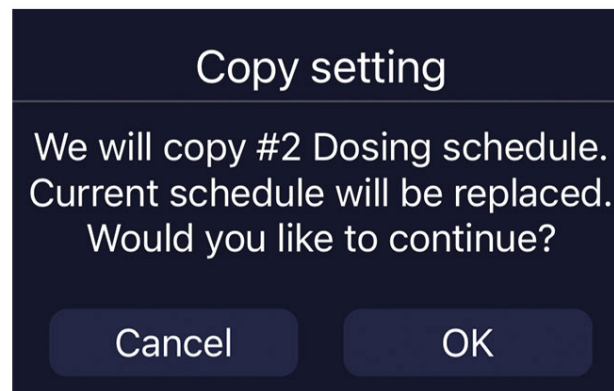 Copy setting
We will copy #2 Dosing schedule.
Current schedule will be replaced.
Would you like to continue?
Cancel
OK